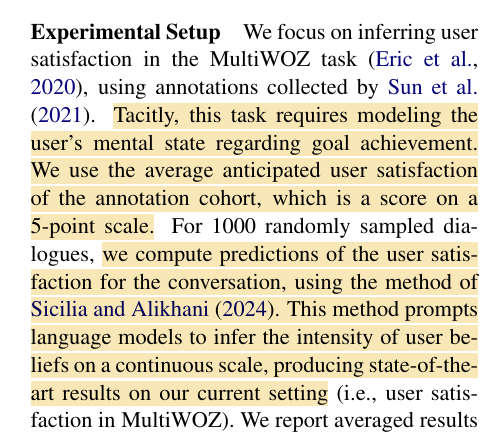 Experimental Setup We focus on inferring user
satisfaction in the MultiWOZ task (Eric et al.,
2020), using annotations collected by Sun et al.
(2021). Tacitly, this task requires modeling the
user's mental state regarding goal achievement.
We use the average anticipated user satisfaction
of the annotation cohort, which is a score on a
5-point scale. For 1000 randomly sampled dia-
logues, we compute predictions of the user satis-
faction for the conversation, using the method of
Sicilia and Alikhani (2024). This method prompts
language models to infer the intensity of user be-
liefs on a continuous scale, producing state-of-the-
art results on our current setting (i.e., user satis-
faction in MultiWOZ). We report averaged results